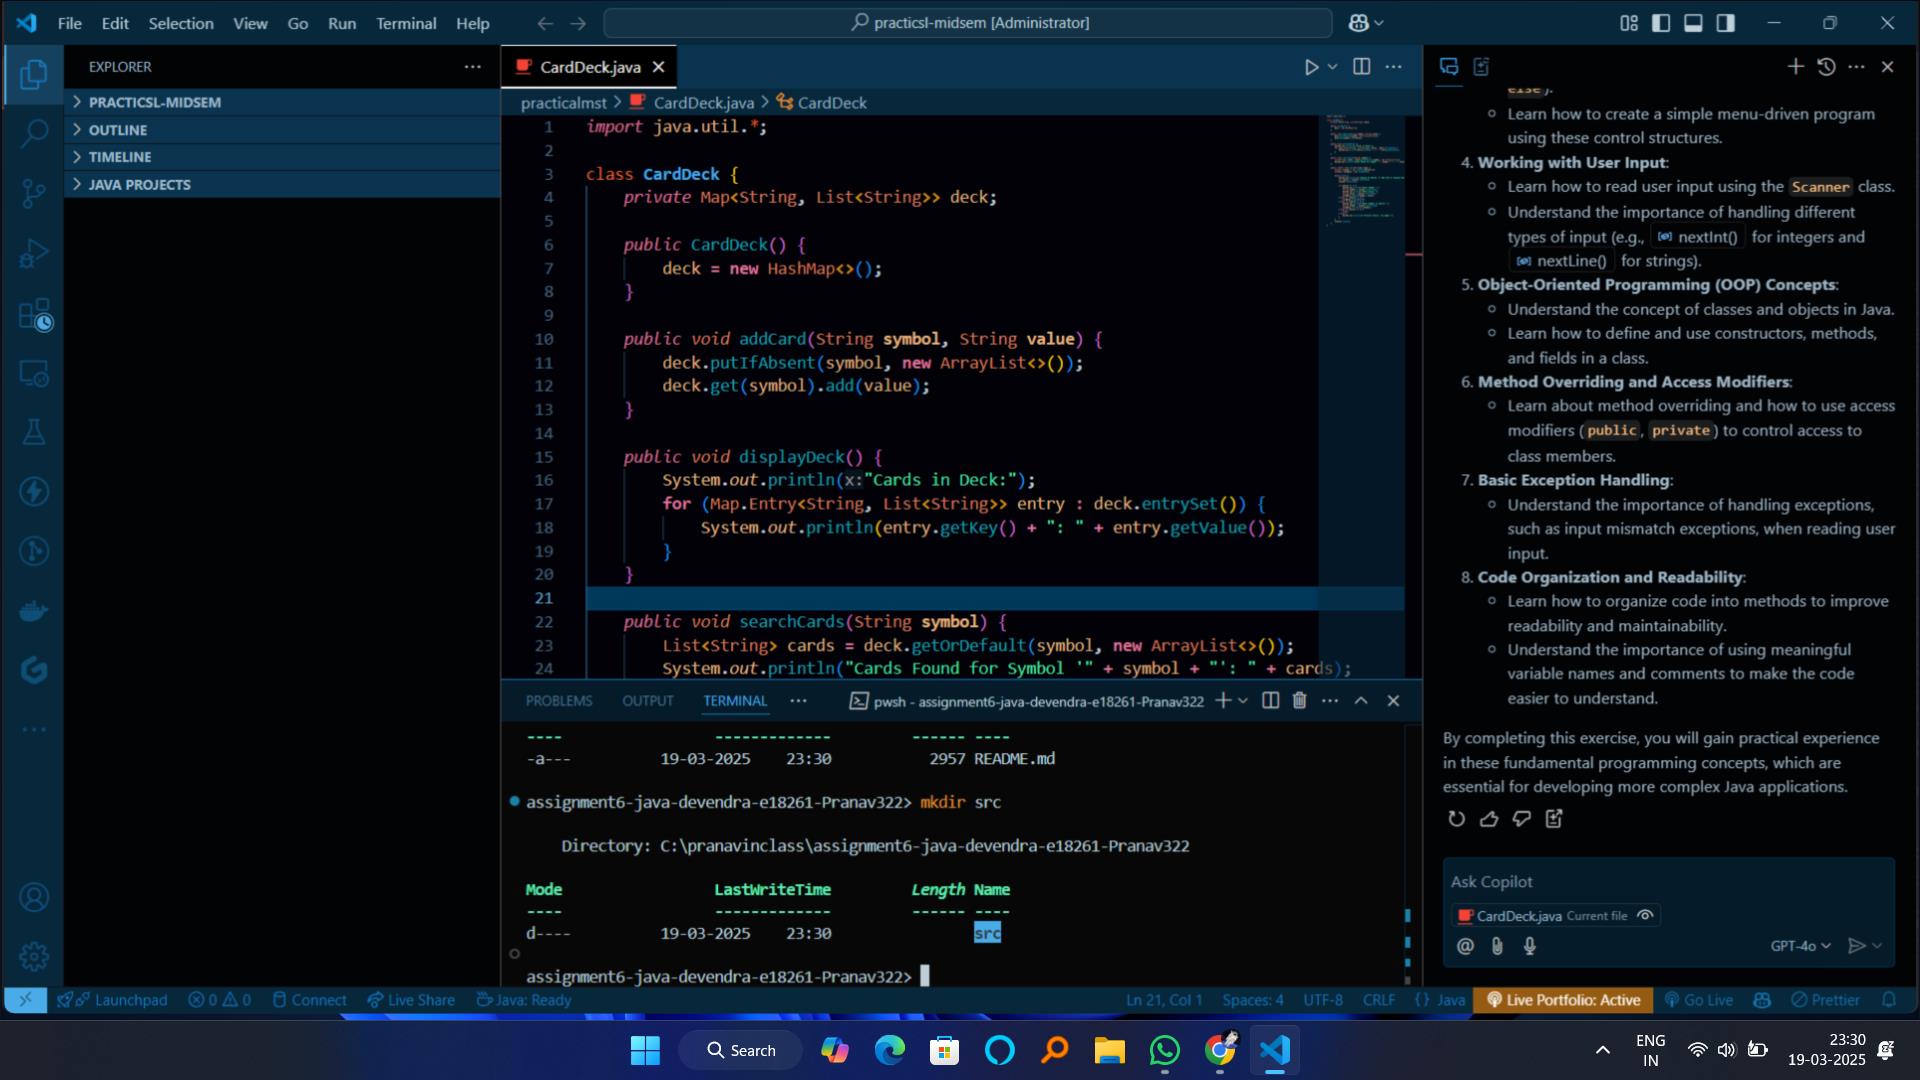 File Edit Selection View Go Run Terminal Help
practicsl-midsem [Administrator]
EXPLORER
PRACTICSL-MIDSEM
OUTLINE
TIMELINE
JAVA PROJECTS
CardDeck.java
practicalmst > CardDeck.java > CardDeck
1 import java.util.*;
2
3 class CardDeck {
4 private Map<String, List<String>> deck;
5
6 public CardDeck() {
7 deck = new HashMap<>();
8 }
9
10 public void addCard(String symbol, String value) {
11 deck.putIfAbsent(symbol, new ArrayList<>());
12 deck.get(symbol).add(value);
13 }
14
15 public void displayDeck() {
16 System.out.println(x:"Cards in Deck:");
17 for (Map.Entry<String, List<String>> entry : deck.entrySet()) {
18 System.out.println(entry.getKey() + ": " + entry.getValue());
19 }
20 }
21
22 public void searchCards(String symbol) {
23 List<String> cards = deck.getOrDefault(symbol, new ArrayList<>());
24 System.out.println("Cards Found for Symbol '" + symbol + "': " + cards);
PROBLEMS OUTPUT TERMINAL ··· pwsh - assignment6-java-devendra-e18261-Pranav322
---- ------------- ------ ----
-a--- 19-03-2025 23:30 2957 README.md
assignment6-java-devendra-e18261-Pranav322> mkdir src
Directory: C:\pranavinclass\assignment6-java-devendra-e18261-Pranav322
Mode LastWriteTime Length Name
---- ------------- ------ ----
d---- 19-03-2025 23:30 src
assignment6-java-devendra-e18261-Pranav322>
else).
Learn how to create a simple menu-driven program
using these control structures.
4. Working with User Input:
Learn how to read user input using the Scanner class.
Understand the importance of handling different
types of input (e.g., nextInt() for integers and
nextLine() for strings).
5. Object-Oriented Programming (OOP) Concepts:
Understand the concept of classes and objects in Java.
Learn how to define and use constructors, methods,
and fields in a class.
6. Method Overriding and Access Modifiers:
Learn about method overriding and how to use access
modifiers (public, private) to control access to
class members.
7. Basic Exception Handling:
Understand the importance of handling exceptions,
such as input mismatch exceptions, when reading user
input.
8. Code Organization and Readability:
Learn how to organize code into methods to improve
readability and maintainability.
Understand the importance of using meaningful
variable names and comments to make the code
easier to understand.
By completing this exercise, you will gain practical experience
in these fundamental programming concepts, which are
essential for developing more complex Java applications.
Ask Copilot
CardDeck.java Current file
GPT-4o
Launchpad 0 0 Connect Live Share Java: Ready
Ln 21, Col 1 Spaces: 4 UTF-8 CRLF {} Java Live Portfolio: Active Go Live Prettier
Search
ENG
IN
23:30
19-03-2025